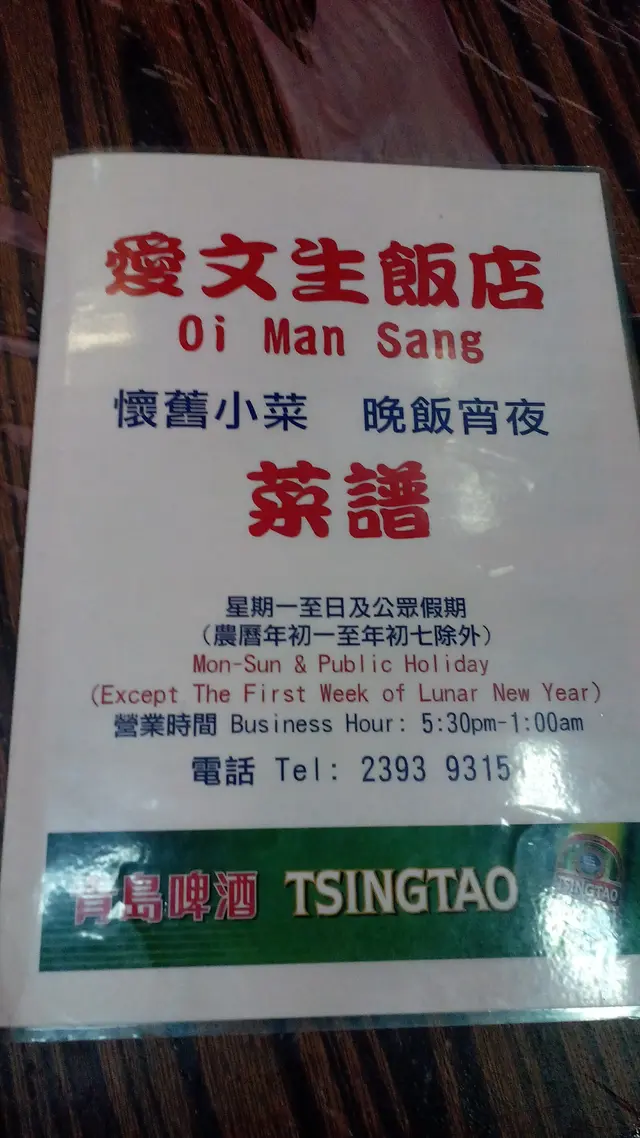 愛文生飯店
Oi Man Sang
懷舊小菜 晚飯宵夜
菜譜
星期一至日及公眾假期
（農曆年初一至年初七除外）
Mon-Sun & Public Holiday
(Except The First Week of Lunar New Year)
營業時間 Business Hour: 5:30pm-1:00am
電話 Tel: 2393 9315
青島啤酒 TSINGTAO
TSINGTAO